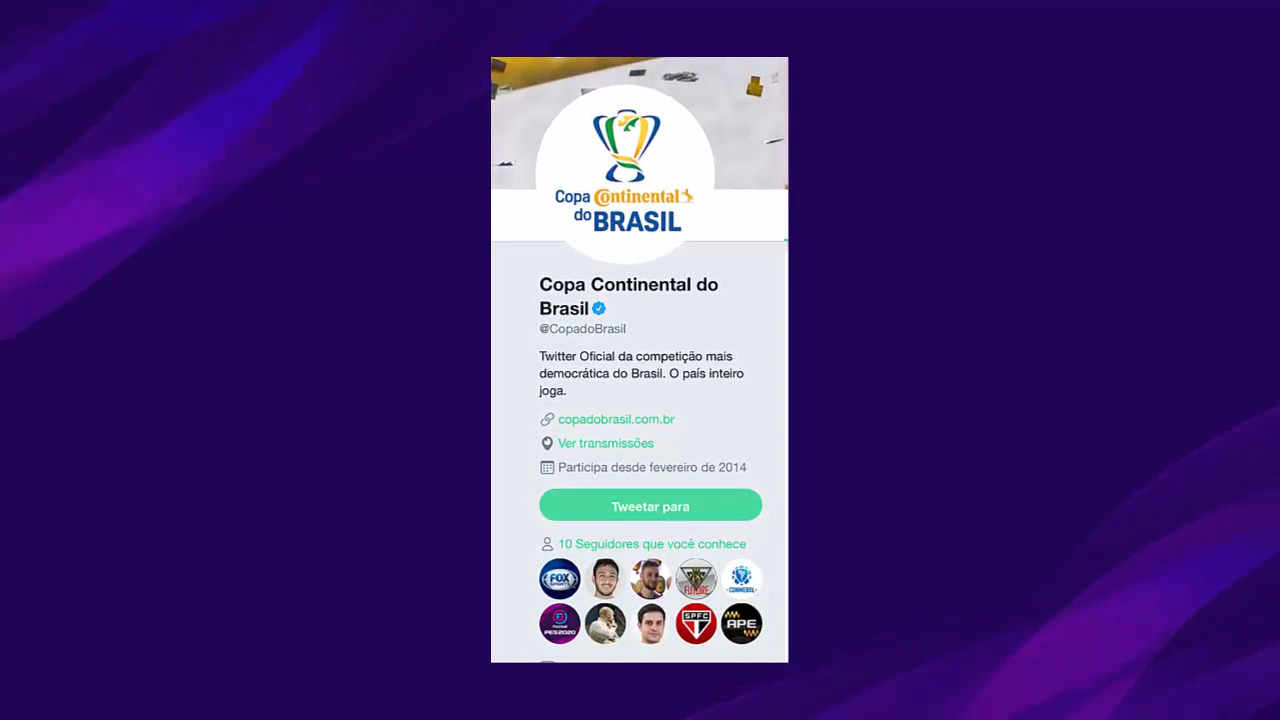 Copa Continental
do BRASIL
Copa Continental do
Brasil
@CopadoBrasil
Twitter Oficial da competição mais
democrática do Brasil. O país inteiro
joga.
copadobrasil.com.br
Ver transmissões
Participa desde fevereiro de 2014
Tweetar para
10 Seguidores que você conhece
FOX
SPORTS
FUTURE
CONMEBOL
PES2020
SPFC
APE